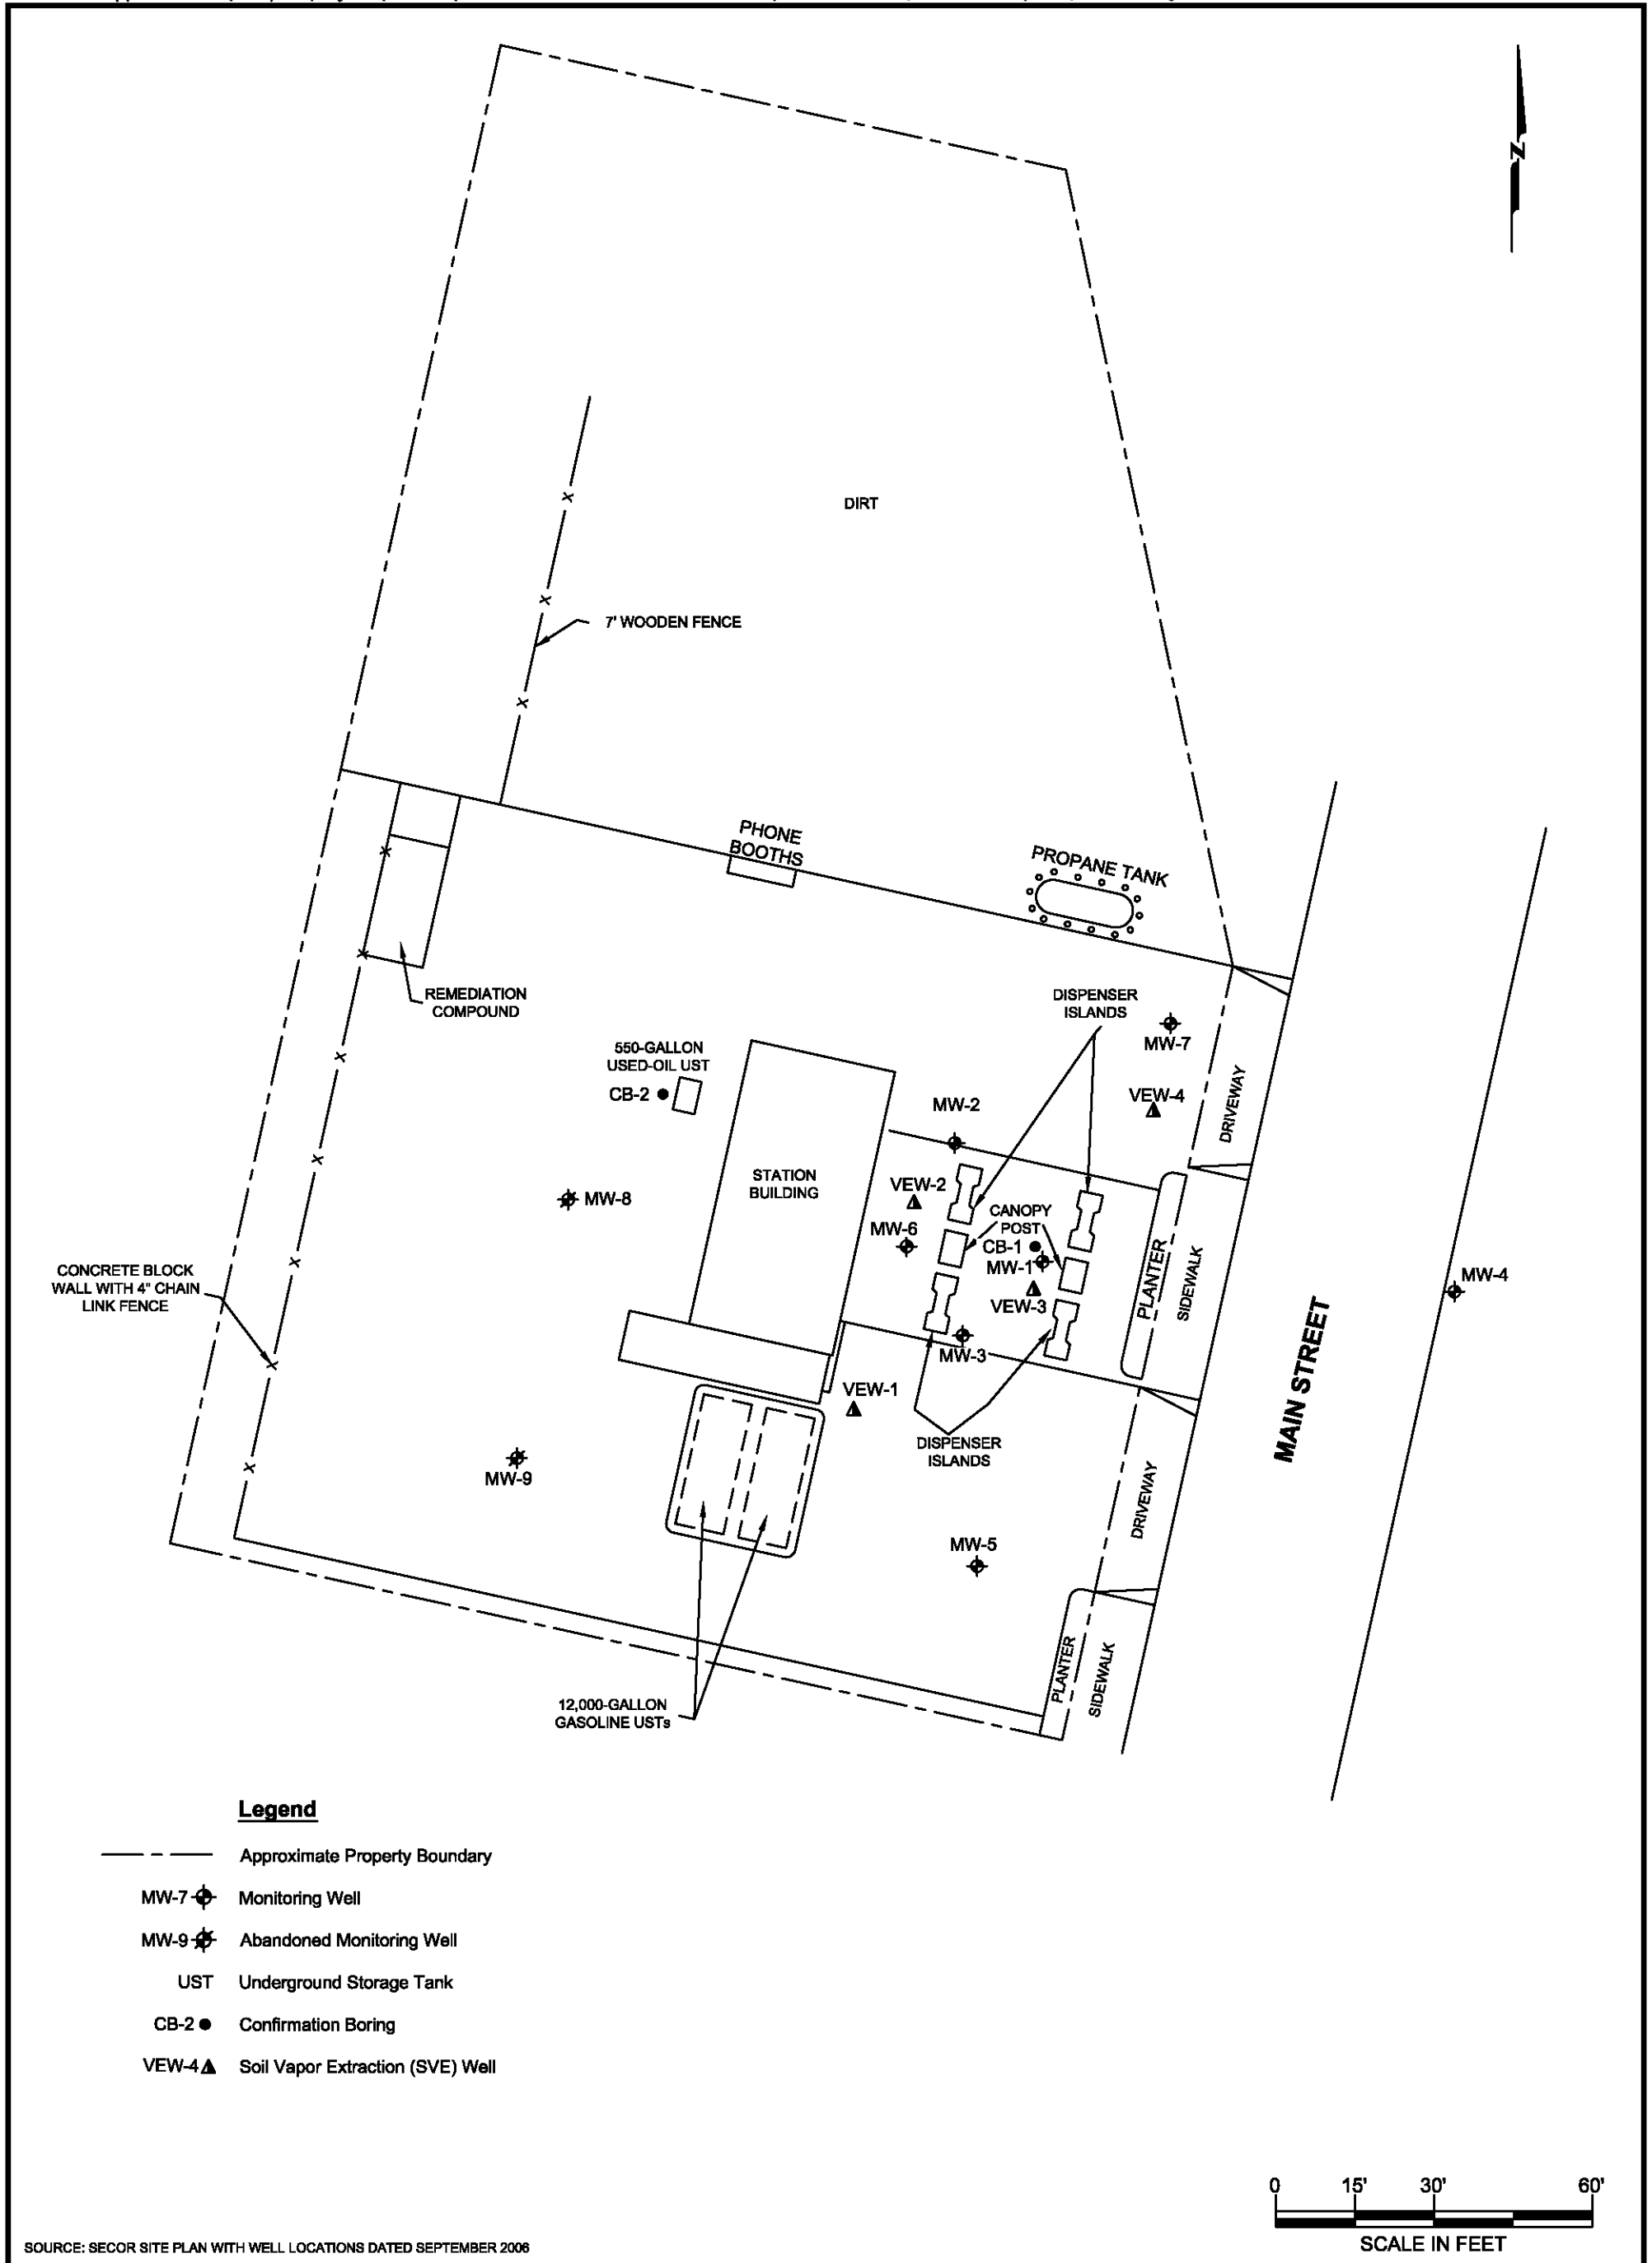 N
DIRT
7' WOODEN FENCE
PHONE
BOOTHS
PROPANE TANK
REMEDIATION
COMPOUND
DISPENSER
ISLANDS
MW-7
550-GALLON
USED-OIL UST
CB-2
MW-2
VEW-4
DRIVEWAY
STATION
BUILDING
VEW-2
MW-8
CANOPY
POST
MW-6
CB-1
MW-1
PLANTER
SIDEWALK
CONCRETE BLOCK
WALL WITH 4" CHAIN
LINK FENCE
MW-4
VEW-3
MW-3
MAIN STREET
VEW-1
DISPENSER
ISLANDS
MW-9
DRIVEWAY
MW-5
PLANTER
SIDEWALK
12,000-GALLON
GASOLINE USTs
Legend
Approximate Property Boundary
MW-7 Monitoring Well
MW-9 Abandoned Monitoring Well
UST Underground Storage Tank
CB-2 Confirmation Boring
VEW-4 Soil Vapor Extraction (SVE) Well
0 15' 30' 60'
SCALE IN FEET
SOURCE: SECOR SITE PLAN WITH WELL LOCATIONS DATED SEPTEMBER 2006